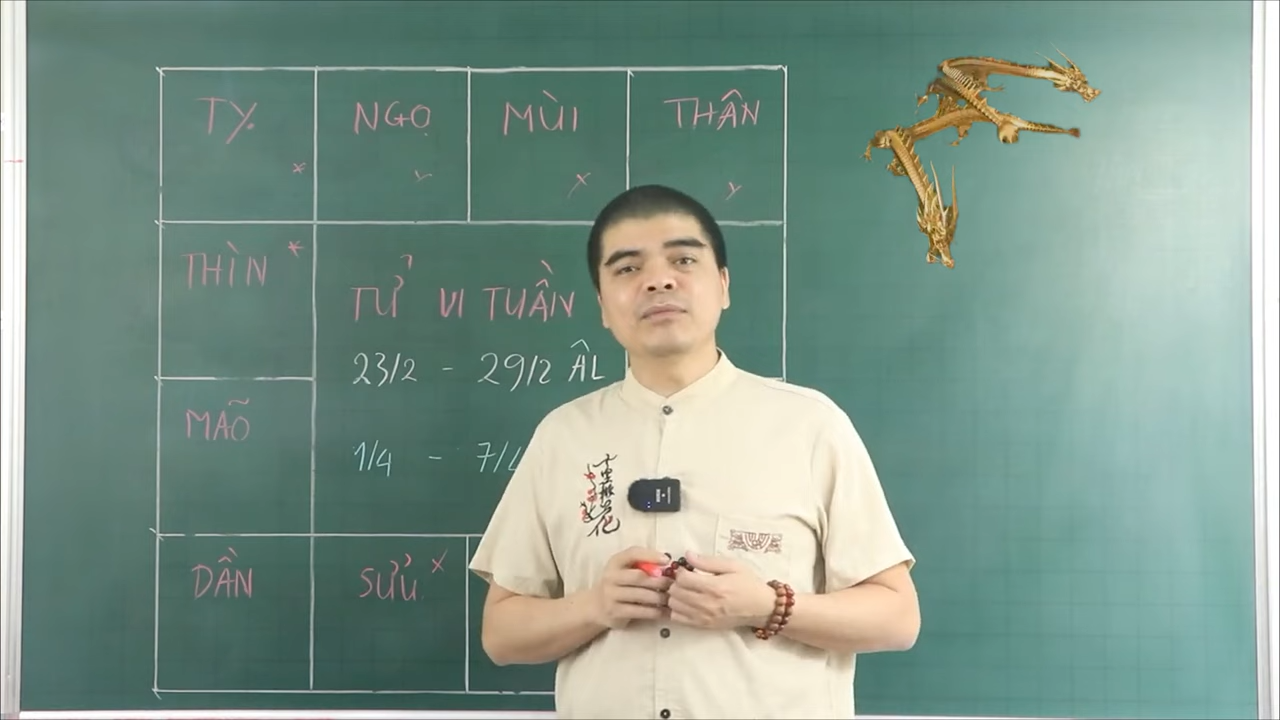 TỴ NGỌ MÙI THÂN
THÌN
TỬ VI TUẦN
23/2 - 29/2 ÂL
MAÕ
1/4 - 7/4
DẦN SỬU